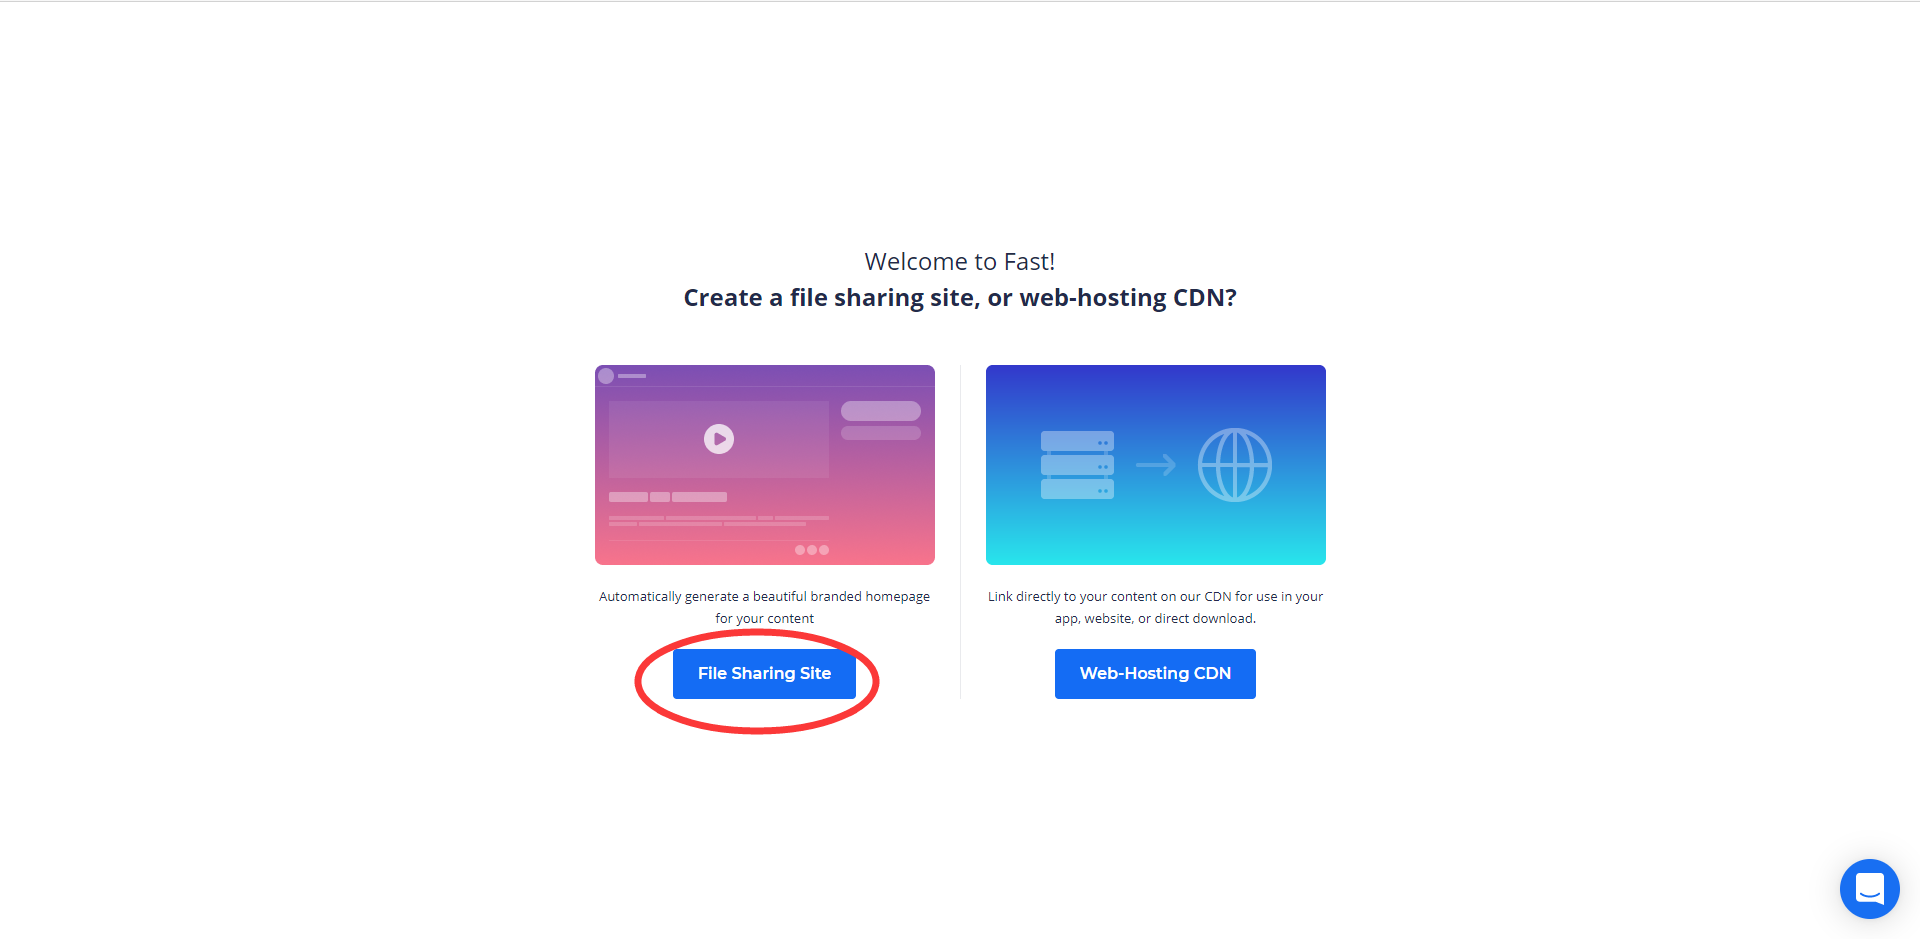 Welcome to Fast!
Create a file sharing site, or web-hosting CDN?
Automatically generate a beautiful branded homepage
for your content
File Sharing Site
Link directly to your content on our CDN for use in your
app, website, or direct download.
Web-Hosting CDN